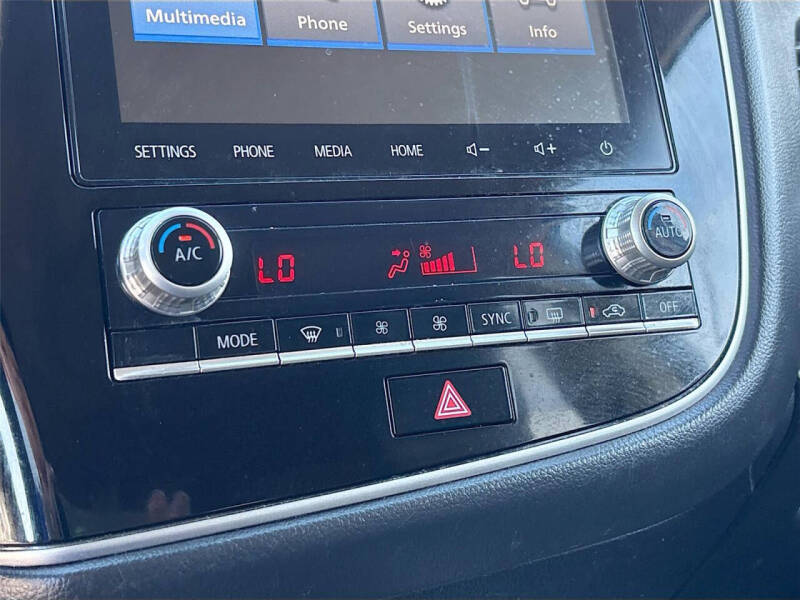 Multimedia Phone Settings Info
SETTINGS PHONE MEDIA HOME
A/C LO LO AUTO
MODE SYNC OFF